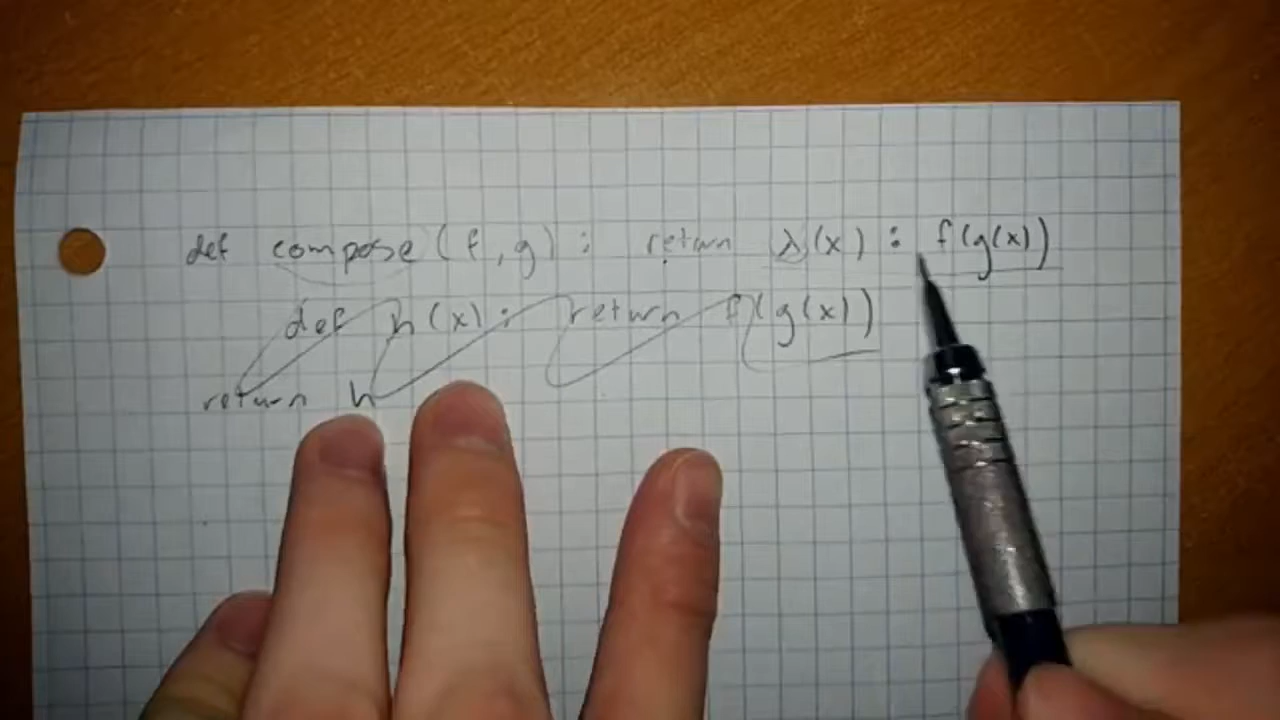 def compose (f, g) : return λ(x) : f(g(x))
def h(x) : return f(g(x))
return h